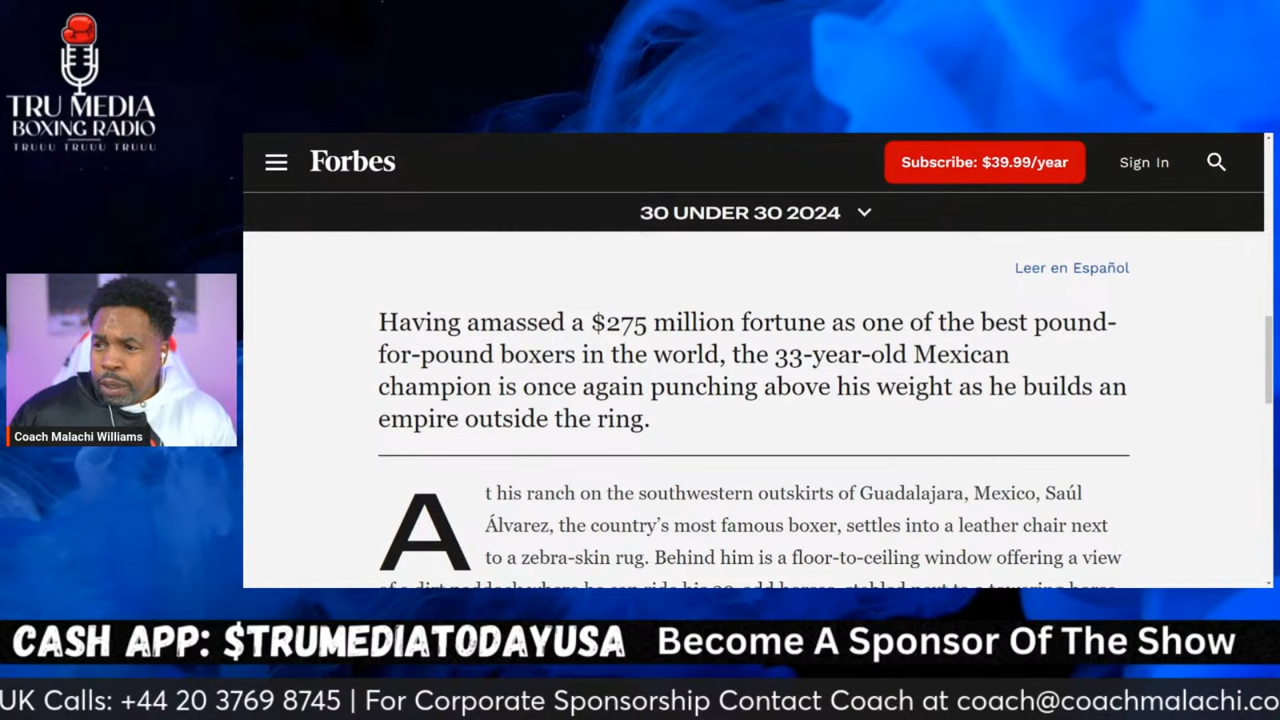 TRU MEDIA
BOXING RADIO
TRUUU TRUUU TRUUU
Forbes
Subscribe: $39.99/year
Sign In
30 UNDER 30 2024
Leer en Español
Having amassed a $275 million fortune as one of the best pound-
for-pound boxers in the world, the 33-year-old Mexican
champion is once again punching above his weight as he builds an
empire outside the ring.
At his ranch on the southwestern outskirts of Guadalajara, Mexico, Saúl
Álvarez, the country’s most famous boxer, settles into a leather chair next
to a zebra-skin rug. Behind him is a floor-to-ceiling window offering a view
Coach Malachi Williams
CASH APP: $TRUMEDIATODAYUSA Become A Sponsor Of The Show
UK Calls: +44 20 3769 8745 | For Corporate Sponsorship Contact Coach at coach@coachmalachi.co